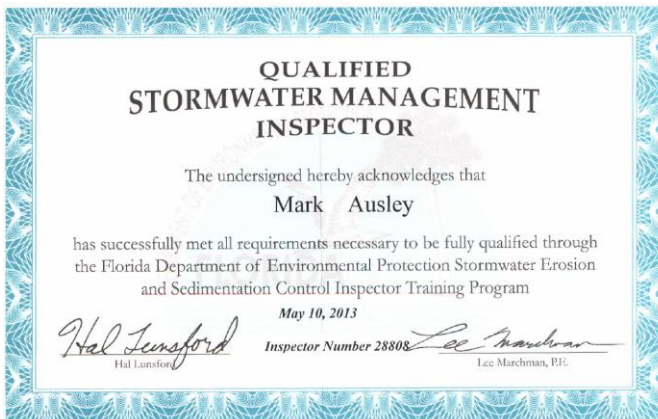 QUALIFIED
STORMWATER MANAGEMENT
INSPECTOR
The undersigned hereby acknowledges that
Mark Ausley
has successfully met all requirements necessary to be fully qualified through
the Florida Department of Environmental Protection Stormwater Erosion
and Sedimentation Control Inspector Training Program
May 10, 2013
Hal Lunsford Inspector Number 28808 Lee Marchman
Hal Lunsford Lee Marchman, P.E.
FLORIDA